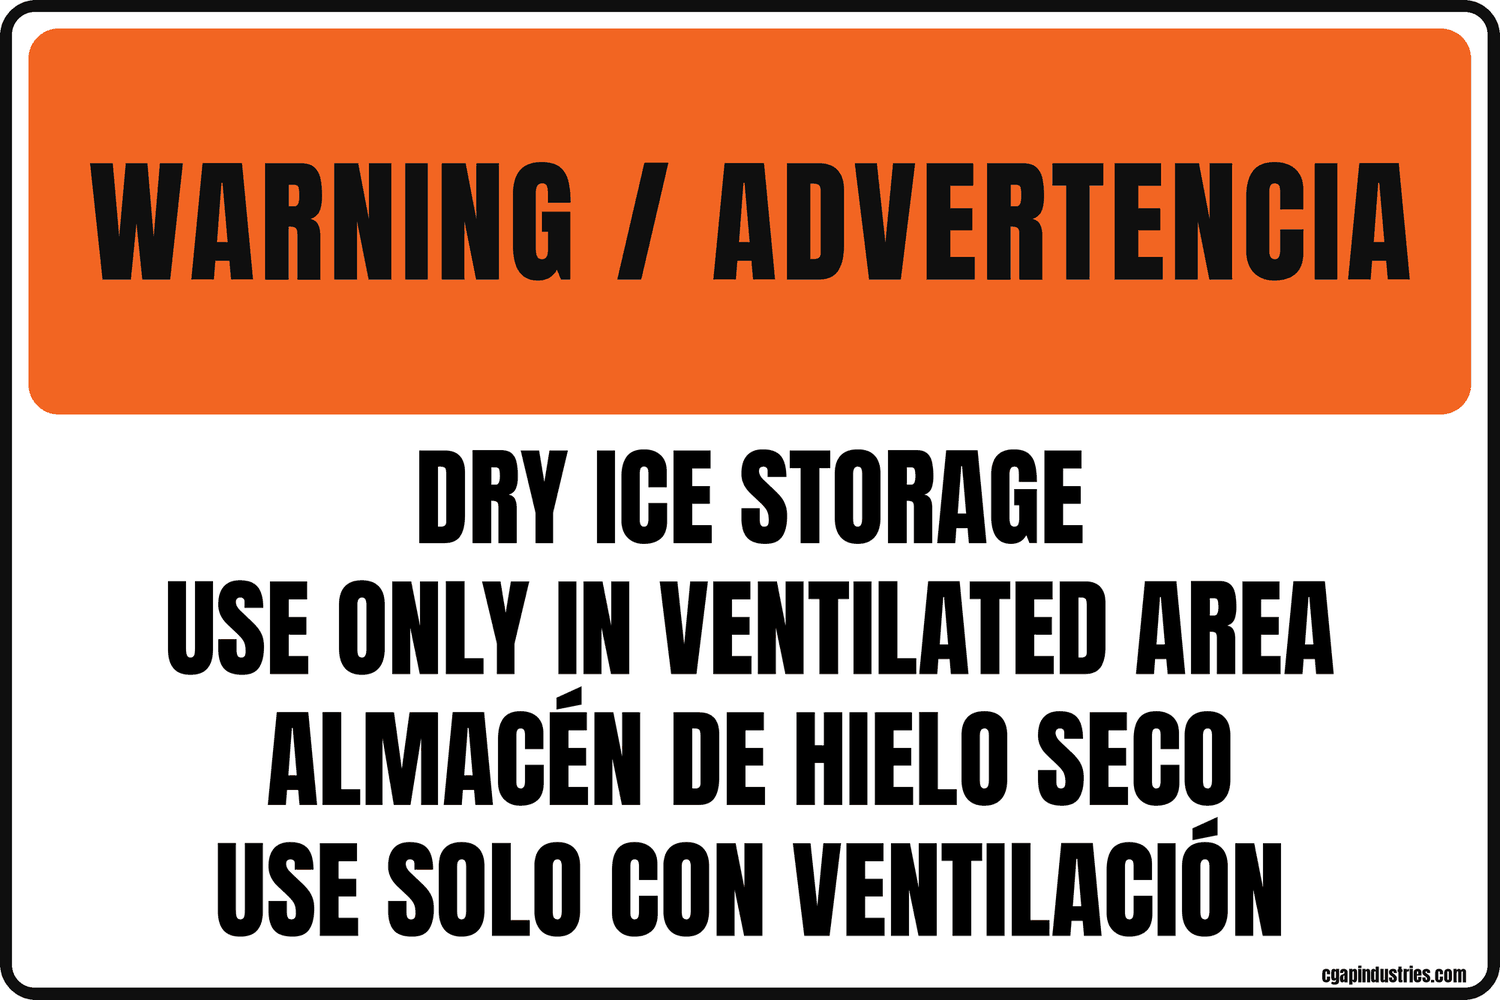 WARNING / ADVERTENCIA
DRY ICE STORAGE
USE ONLY IN VENTILATED AREA
ALMACÉN DE HIELO SECO
USE SOLO CON VENTILACIÓN
cgapindustries.com